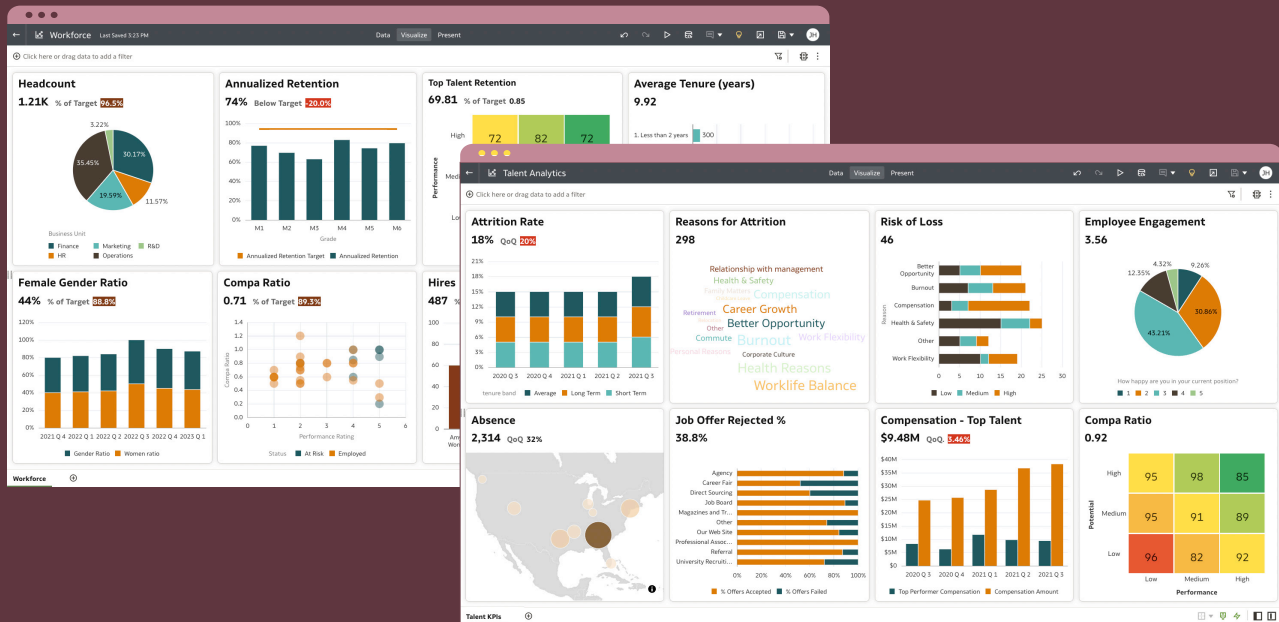 Workforce Last Saved 3:23 PM
Data Visualize Present
JH
Click here or drag data to add a filter
Headcount
1.21K % of Target 96.5%
3.22%
35.45%
30.17%
19.59%
11.57%
Business Unit
Finance Marketing R&D
HR Operations
Annualized Retention
74% Below Target -20.0%
100%
80%
60%
40%
20%
0%
M1 M2 M3 M4 M5 M6
Grade
Annualized Retention Target Annualized Retention
Top Talent Retention
69.81 % of Target 0.85
High 72 82 72
Performance
Average Tenure (years)
9.92
1. Less than 2 years 300
Female Gender Ratio
44% % of Target 88.8%
120%
100%
80%
60%
40%
20%
0%
2021 Q 4 2022 Q 1 2022 Q 2 2022 Q 3 2022 Q 4 2023 Q 1
Gender Ratio Women ratio
Compa Ratio
0.71 % of Target 89.3%
Compa Ratio
1.4
1.2
1.0
0.8
0.6
0.4
0.2
0.0
0 1 2 3 4 5 6
Performance Rating
Status At Risk Employed
Hires
487 %
100
80
60
40
20
0
Workforce
Talent Analytics
Data Visualize Present
JH
Click here or drag data to add a filter
Attrition Rate
18% QoQ 20%
21%
18%
15%
12%
9%
6%
3%
0%
2020 Q 3 2020 Q 4 2021 Q 1 2021 Q 2 2021 Q 3
tenure band Average Long Term Short Term
Reasons for Attrition
298
Relationship with management
Health & Safety
Family Matters
Compensation
Retirement Career Growth
Other Better Opportunity
Commute Burnout Work Flexibility
Personal Reasons Corporate Culture
Health Reasons
Worklife Balance
Risk of Loss
46
Reason
Better
Opportunity
Burnout
Compensation
Health & Safety
Other
Work Flexibility
0 5 10 15 20 25 30
Low Medium High
Employee Engagement
3.56
4.32% 9.26%
12.35%
30.86%
43.21%
How happy are you in your current position?
1 2 3 4 5
Absence
2,314 QoQ 32%
Job Offer Rejected %
38.8%
Agency
Career Fair
Direct Sourcing
Job Board
Magazines and Tr...
Other
Our Web Site
Professional Assoc...
Referral
University Recruiti...
0% 20% 40% 60% 80% 100%
% Offers Accepted % Offers Failed
Compensation - Top Talent
$9.48M QoQ. 3.46%
$40M
$35M
$30M
$25M
$20M
$15M
$10M
$5M
$0
2020 Q 3 2020 Q 4 2021 Q 1 2021 Q 2 2021 Q 3
Top Performer Compensation Compensation Amount
Compa Ratio
0.92
Potential
High 95 98 85
Medium 95 91 89
Low 96 82 92
Low Medium High
Performance
Talent KPIs